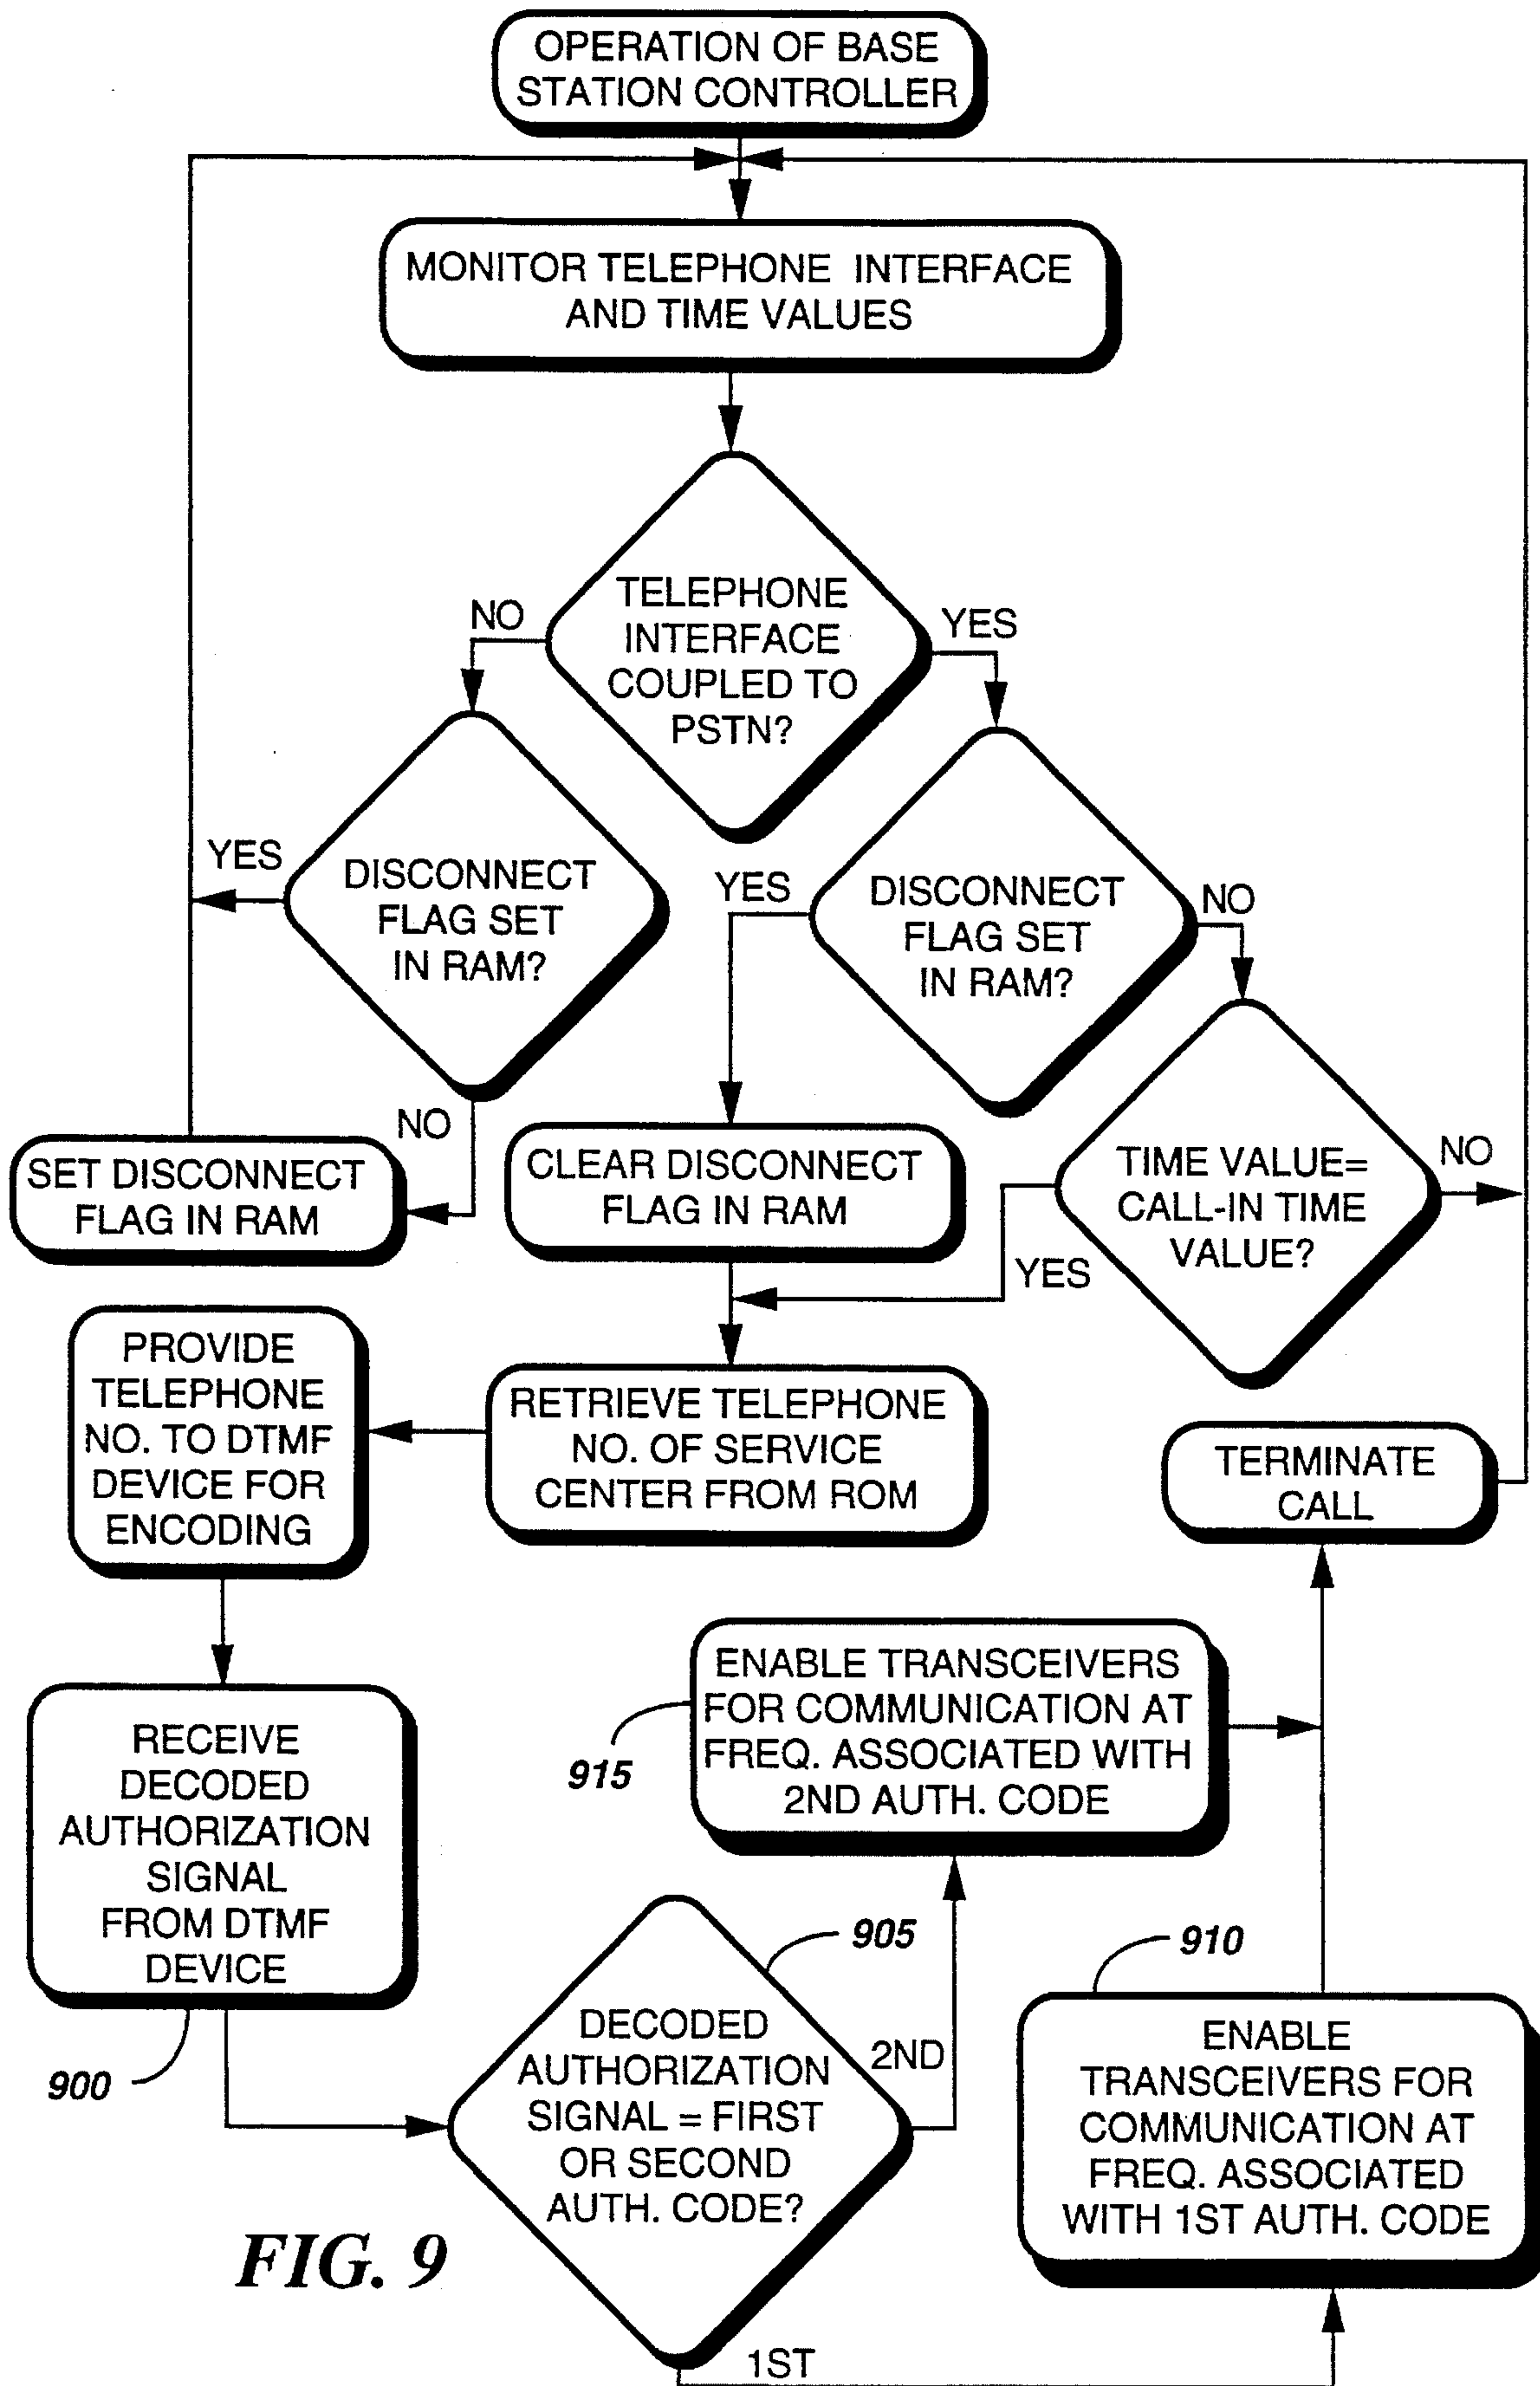 OPERATION OF BASE
STATION CONTROLLER
MONITOR TELEPHONE INTERFACE
AND TIME VALUES
TELEPHONE
INTERFACE
COUPLED TO
PSTN?
NO
YES
DISCONNECT
FLAG SET
IN RAM?
YES
NO
DISCONNECT
FLAG SET
IN RAM?
YES
NO
SET DISCONNECT
FLAG IN RAM
CLEAR DISCONNECT
FLAG IN RAM
TIME VALUE=
CALL-IN TIME
VALUE?
NO
YES
PROVIDE
TELEPHONE
NO. TO DTMF
DEVICE FOR
ENCODING
RETRIEVE TELEPHONE
NO. OF SERVICE
CENTER FROM ROM
TERMINATE
CALL
ENABLE TRANSCEIVERS
FOR COMMUNICATION AT
FREQ. ASSOCIATED WITH
2ND AUTH. CODE
915
RECEIVE
DECODED
AUTHORIZATION
SIGNAL
FROM DTMF
DEVICE
900
905
DECODED
AUTHORIZATION
SIGNAL = FIRST
OR SECOND
AUTH. CODE?
2ND
1ST
910
ENABLE
TRANSCEIVERS FOR
COMMUNICATION AT
FREQ. ASSOCIATED
WITH 1ST AUTH. CODE
FIG. 9